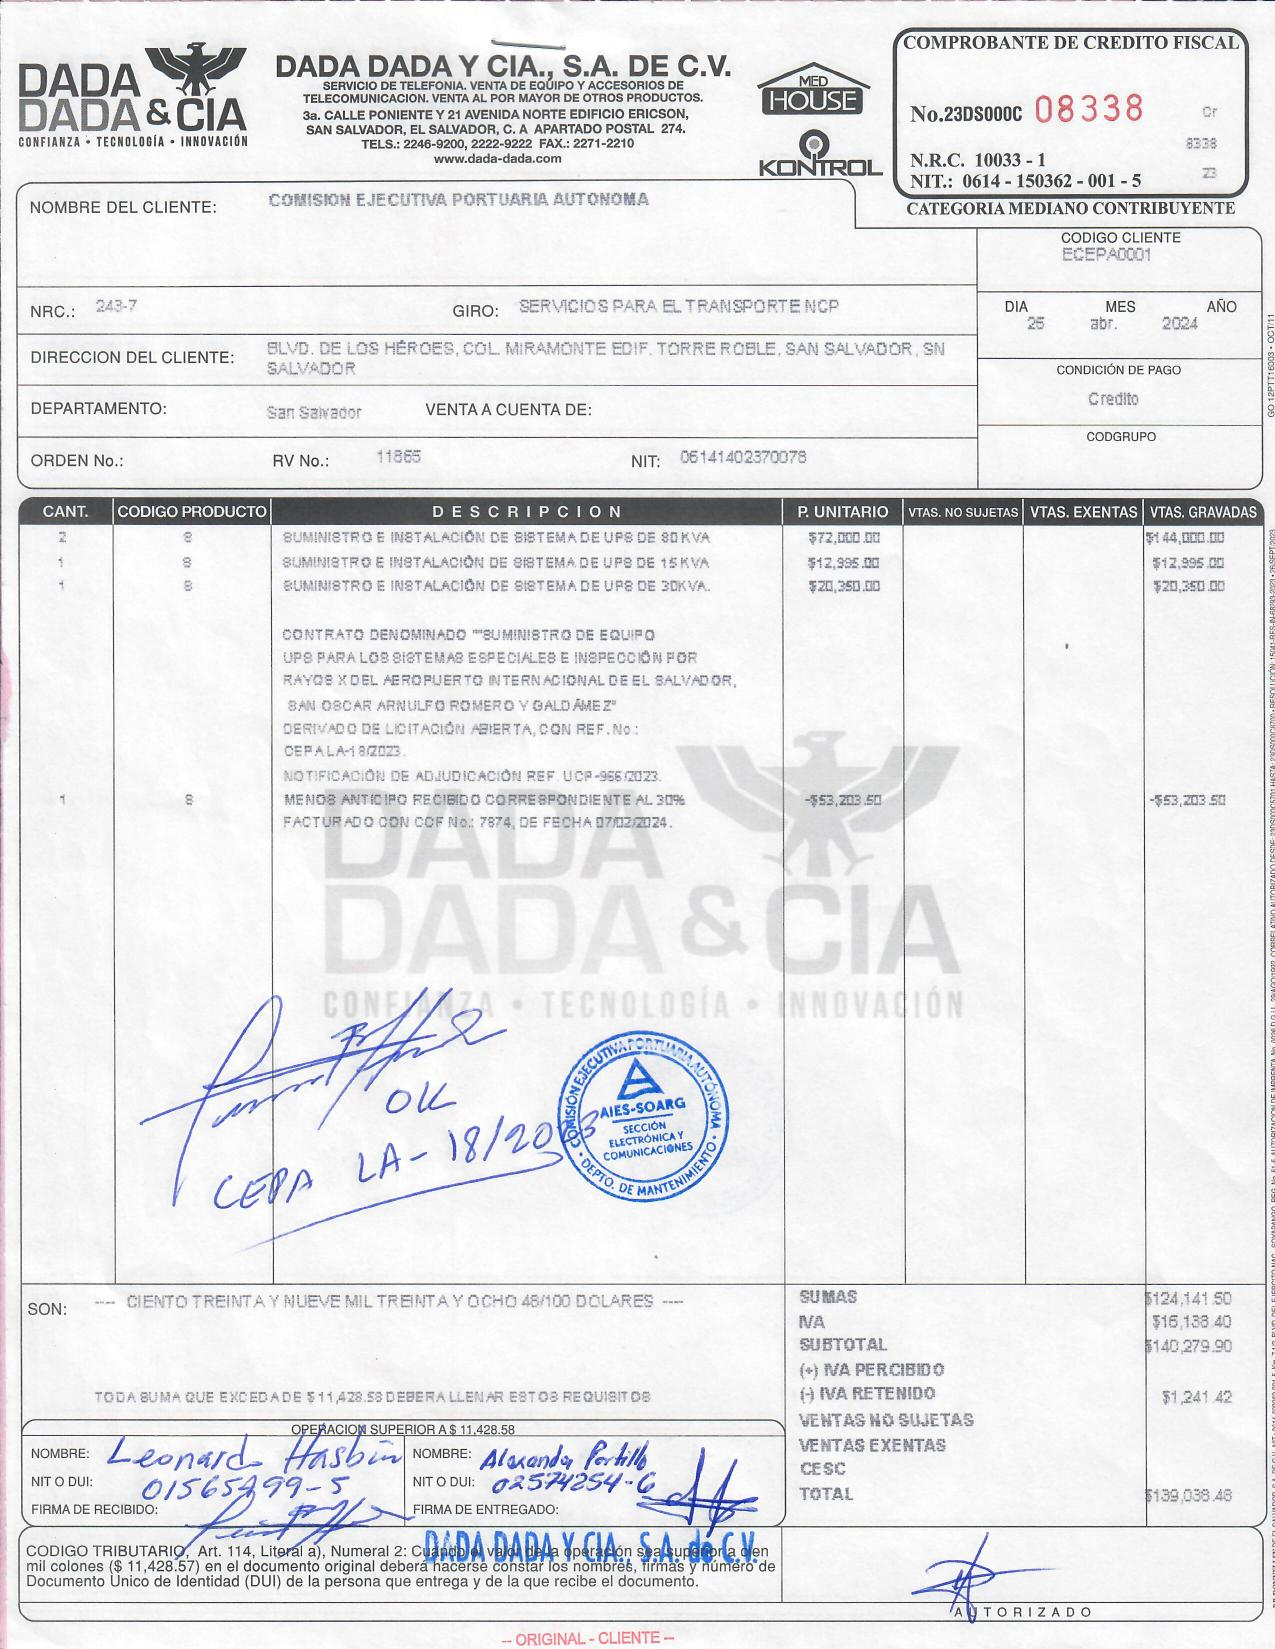 DADA
DADA & CIA
CONFIANZA • TECNOLOGÍA • INNOVACIÓN
DADA DADA Y CIA., S.A. DE C.V.
SERVICIO DE TELEFONIA. VENTA DE EQUIPO Y ACCESORIOS DE
TELECOMUNICACION. VENTA AL POR MAYOR DE OTROS PRODUCTOS.
3a. CALLE PONIENTE Y 21 AVENIDA NORTE EDIFICIO ERICSON,
SAN SALVADOR, EL SALVADOR, C. A APARTADO POSTAL 274.
TELS.: 2246-9200, 2222-9222 FAX.: 2271-2210
www.dada-dada.com
MED
HOUSE
KONTROL
COMPROBANTE DE CREDITO FISCAL
No.23DS000C 08338 Cr
8338
N.R.C. 10033 - 1
23
NIT.: 0614 - 150362 - 001 - 5
CATEGORIA MEDIANO CONTRIBUYENTE
NOMBRE DEL CLIENTE: COMISION EJECUTIVA PORTUARIA AUTONOMA
CODIGO CLIENTE
ECEPA0001
NRC.: 243-7 GIRO: SERVICIOS PARA EL TRANSPORTE NCP
DIA MES AÑO
25 abr. 2024
DIRECCION DEL CLIENTE: BLVD. DE LOS HÉROES, COL. MIRAMONTE EDIF. TORRE ROBLE, SAN SALVADOR, SN
SALVADOR
CONDICIÓN DE PAGO
Credito
DEPARTAMENTO: San Salvador VENTA A CUENTA DE:
CODGRUPO
ORDEN No.: RV No.: 11865 NIT: 06141402370078
GO 12PTT16003 • OCT/11
CANT. CODIGO PRODUCTO DESCRIPCION P. UNITARIO VTAS. NO SUJETAS VTAS. EXENTAS VTAS. GRAVADAS
2 S SUMINISTRO E INSTALACIÓN DE SISTEMA DE UPS DE 80 KVA $72,000.00 $144,000.00
1 S SUMINISTRO E INSTALACIÓN DE SISTEMA DE UPS DE 15 KVA $12,995.00 $12,995.00
1 S SUMINISTRO E INSTALACIÓN DE SISTEMA DE UPS DE 30KVA. $20,350.00 $20,350.00
CONTRATO DENOMINADO ""SUMINISTRO DE EQUIPO
UPS PARA LOS SISTEMAS ESPECIALES E INSPECCIÓN POR
RAYOS X DEL AEROPUERTO INTERNACIONAL DE EL SALVADOR,
SAN OSCAR ARNULFO ROMERO Y GALDÁMEZ"
DERIVADO DE LICITACIÓN ABIERTA, CON REF. No.:
CEPA LA-18/2023.
NOTIFICACIÓN DE ADJUDICACIÓN REF. UCP-966/2023.
1 S MENOS ANTICIPO RECIBIDO CORRESPONDIENTE AL 30% -$53,203.50 -$53,203.50
FACTURADO CON CCF No.: 7874, DE FECHA 07/02/2024.
DADA
DADA & CIA
CONFIANZA • TECNOLOGÍA • INNOVACIÓN
OK
CEPA LA-18/2023
COMISIÓN EJECUTIVA PORTUARIA AUTÓNOMA
AIES-SOARG
SECCIÓN
ELECTRÓNICA Y
COMUNICACIONES
• DEPTO. DE MANTENIMIENTO •
SON: ---- CIENTO TREINTA Y NUEVE MIL TREINTA Y OCHO 48/100 DOLARES ----
TODA SUMA QUE EXCEDA DE $11,428.58 DEBERA LLENAR ESTOS REQUISITOS
SUMAS $124,141.50
IVA $16,138.40
SUBTOTAL $140,279.90
(+) IVA PERCIBIDO
(-) IVA RETENIDO $1,241.42
VENTAS NO SUJETAS
VENTAS EXENTAS
CESC
TOTAL $139,038.48
OPERACION SUPERIOR A $ 11,428.58
NOMBRE: Leonardo Hasbún NOMBRE: Alexander Portillo
NIT O DUI: 01565499-5 NIT O DUI: 02574254-6
FIRMA DE RECIBIDO: FIRMA DE ENTREGADO:
DADA DADA Y CIA., S.A. de C.V.
CODIGO TRIBUTARIO, Art. 114, Literal a), Numeral 2: Cuando el valor de la operación sea superior a cien
mil colones ($ 11,428.57) en el documento original deberá hacerse constar los nombres, firmas y número de
Documento Único de Identidad (DUI) de la persona que entrega y de la que recibe el documento.
AUTORIZADO
-- ORIGINAL - CLIENTE --